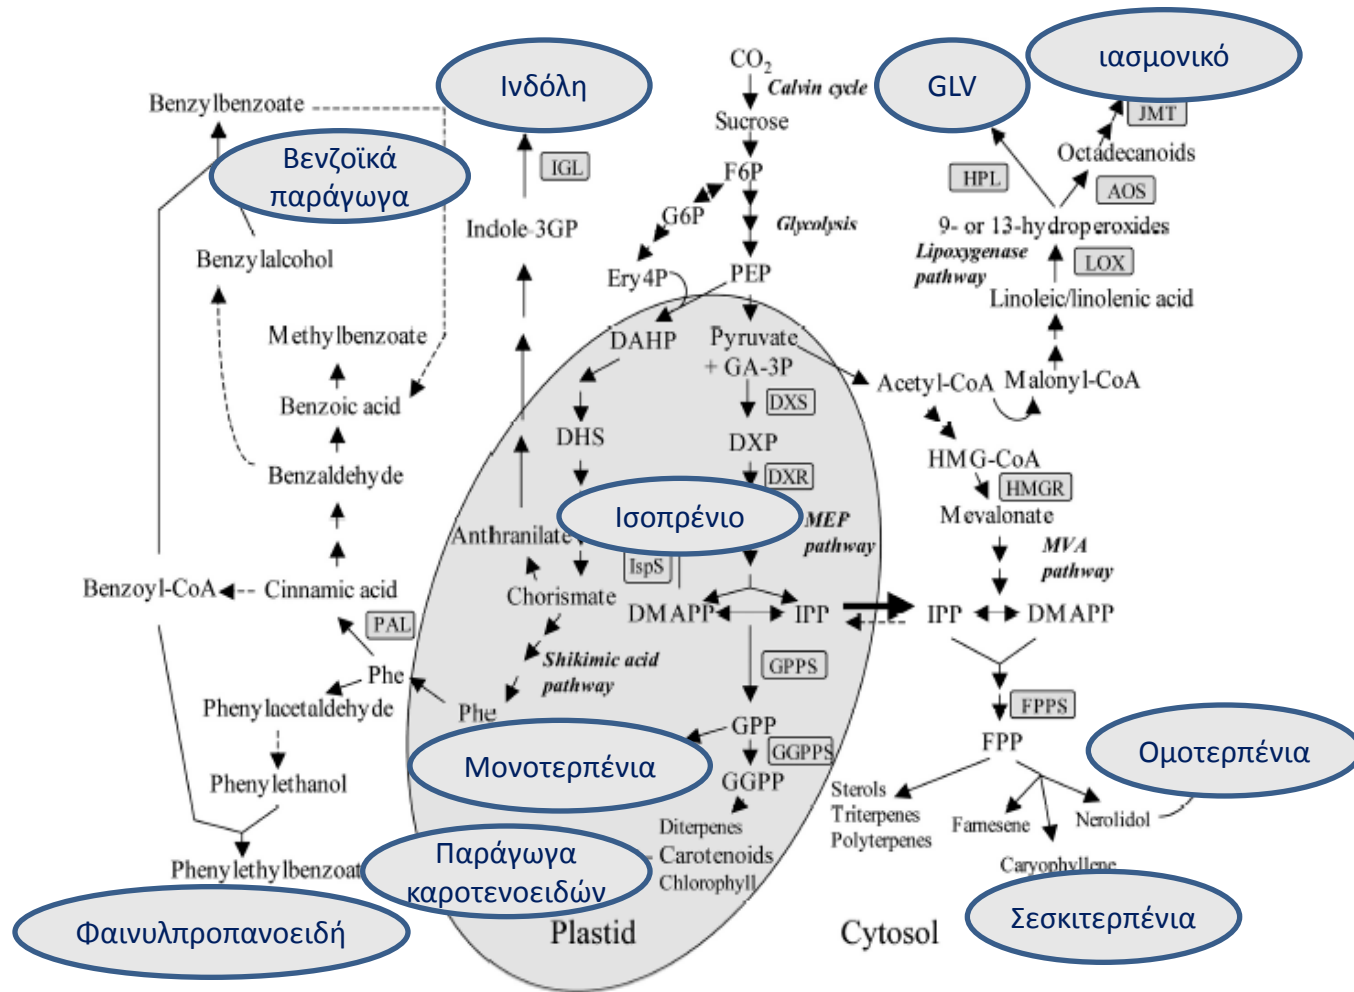 Ινδόλη
GLV
ιασμονικό
CO2
Calvin cycle
Benzylbenzoate
JMT
Sucrose
Βενζοϊκά
παράγωγα
Octadecanoids
IGL
F6P
HPL
AOS
G6P
Indole-3GP
Glycolysis
9- or 13-hydroperoxides
Lipoxygenase
pathway
Benzylalcohol
LOX
Ery4P
PEP
Linoleic/linolenic acid
Methylbenzoate
DAHP
Pyruvate
+ GA-3P
Acetyl-CoA
Malonyl-CoA
Benzoic acid
DXS
DHS
DXP
HMG-CoA
Benzaldehyde
DXR
HMGR
Ισοπρένιο
Mevalonate
MEP
pathway
Anthranilate
MVA
pathway
IspS
Benzoyl-CoA
Cinnamic acid
Chorismate
DMAPP
IPP
IPP
DMAPP
PAL
Shikimic acid
pathway
GPPS
Phe
Phenylacetaldehyde
Phe
FPPS
GPP
FPP
Ομοτερπένια
GGPPS
Μονοτερπένια
GGPP
Phenylethanol
Sterols
Triterpenes
Polyterpenes
Farnesene
Nerolidol
Diterpenes
Carotenoids
Chlorophyll
Παράγωγα
καροτενοειδών
Caryophyllene
Phenylethylbenzoat
Φαινυλπροπανοειδή
Σεσκιτερπένια
Plastid
Cytosol